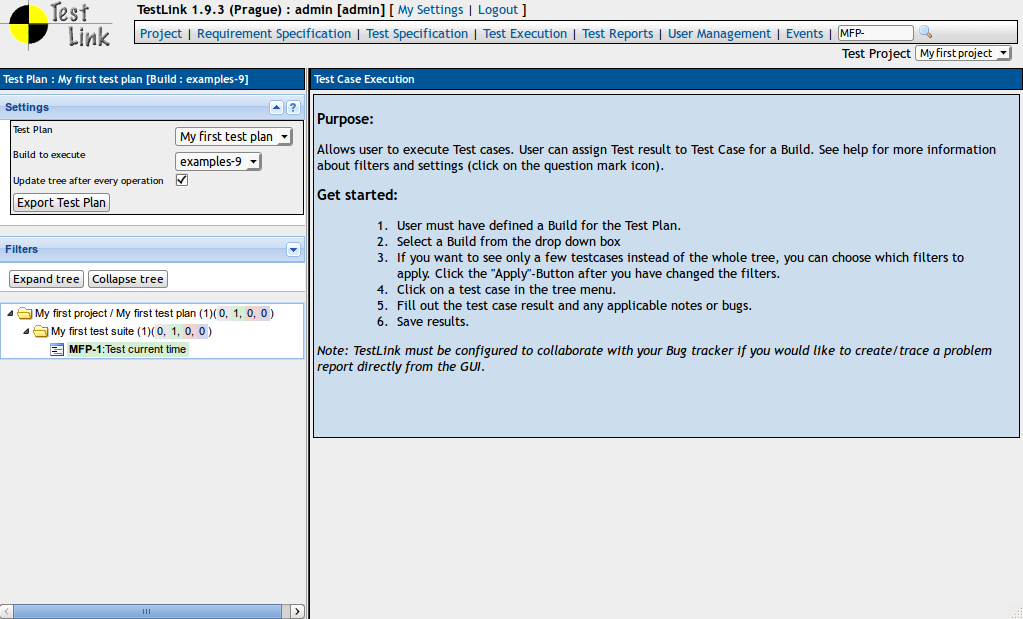 Test
Link
TestLink 1.9.3 (Prague) : admin [admin] [ My Settings | Logout ]
Project | Requirement Specification | Test Specification | Test Execution | Test Reports | User Management | Events | MFP-
Test Project My first project
Test Plan : My first test plan [Build : examples-9]
Settings
?
Test Plan
My first test plan
Build to execute
examples-9
Update tree after every operation
Export Test Plan
Filters
Expand tree Collapse tree
My first project / My first test plan (1)(0, 1, 0, 0)
My first test suite (1)(0, 1, 0, 0)
MFP-1:Test current time
Test Case Execution
Purpose:
Allows user to execute Test cases. User can assign Test result to Test Case for a Build. See help for more information
about filters and settings (click on the question mark icon).
Get started:
1. User must have defined a Build for the Test Plan.
2. Select a Build from the drop down box
3. If you want to see only a few testcases instead of the whole tree, you can choose which filters to
apply. Click the "Apply"-Button after you have changed the filters.
4. Click on a test case in the tree menu.
5. Fill out the test case result and any applicable notes or bugs.
6. Save results.
Note: TestLink must be configured to collaborate with your Bug tracker if you would like to create/trace a problem
report directly from the GUI.